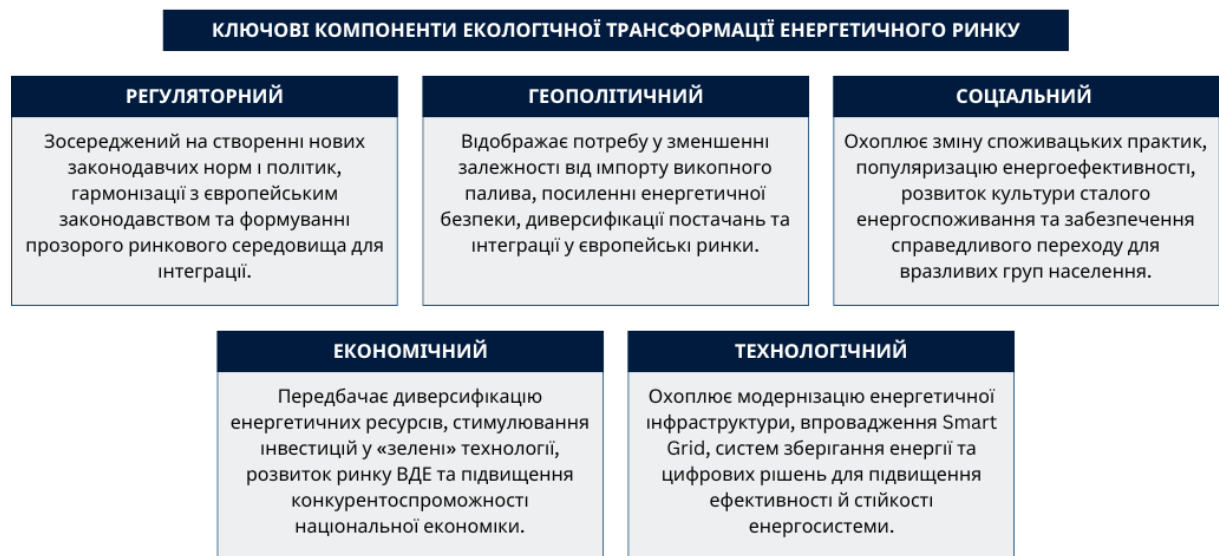 КЛЮЧОВІ КОМПОНЕНТИ ЕКОЛОГІЧНОЇ ТРАНСФОРМАЦІЇ ЕНЕРГЕТИЧНОГО РИНКУ
РЕГУЛЯТОРНИЙ
Зосереджений на створенні нових
законодавчих норм і політик,
гармонізації з європейським
законодавством та формуванні
прозорого ринкового середовища для
інтеграції.
ГЕОПОЛІТИЧНИЙ
Відображає потребу у зменшенні
залежності від імпорту викопного
палива, посиленні енергетичної
безпеки, диверсифікації постачань та
інтеграції у європейські ринки.
СОЦІАЛЬНИЙ
Охоплює зміну споживацьких практик,
популяризацію енергоефективності,
розвиток культури сталого
енергоспоживання та забезпечення
справедливого переходу для
вразливих груп населення.
ЕКОНОМІЧНИЙ
Передбачає диверсифікацію
енергетичних ресурсів, стимулювання
інвестицій у «зелені» технології,
розвиток ринку ВДЕ та підвищення
конкурентоспроможності
національної економіки.
ТЕХНОЛОГІЧНИЙ
Охоплює модернізацію енергетичної
інфраструктури, впровадження Smart
Grid, систем зберігання енергії та
цифрових рішень для підвищення
ефективності й стійкості
енергосистеми.